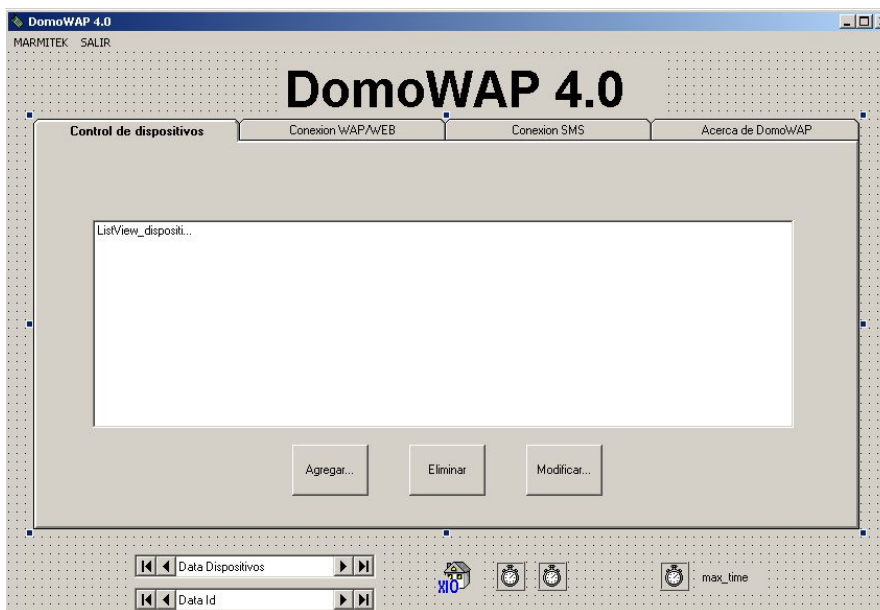 DomoWAP 4.0
MARMITEK SALIR
DomoWAP 4.0
Control de dispositivos
Conexion WAP/WEB
Conexion SMS
Acerca de DomoWAP
ListView_dispositi...
Agregar...
Eliminar
Modificar...
Data Dispositivos
X10
max_time
Data Id